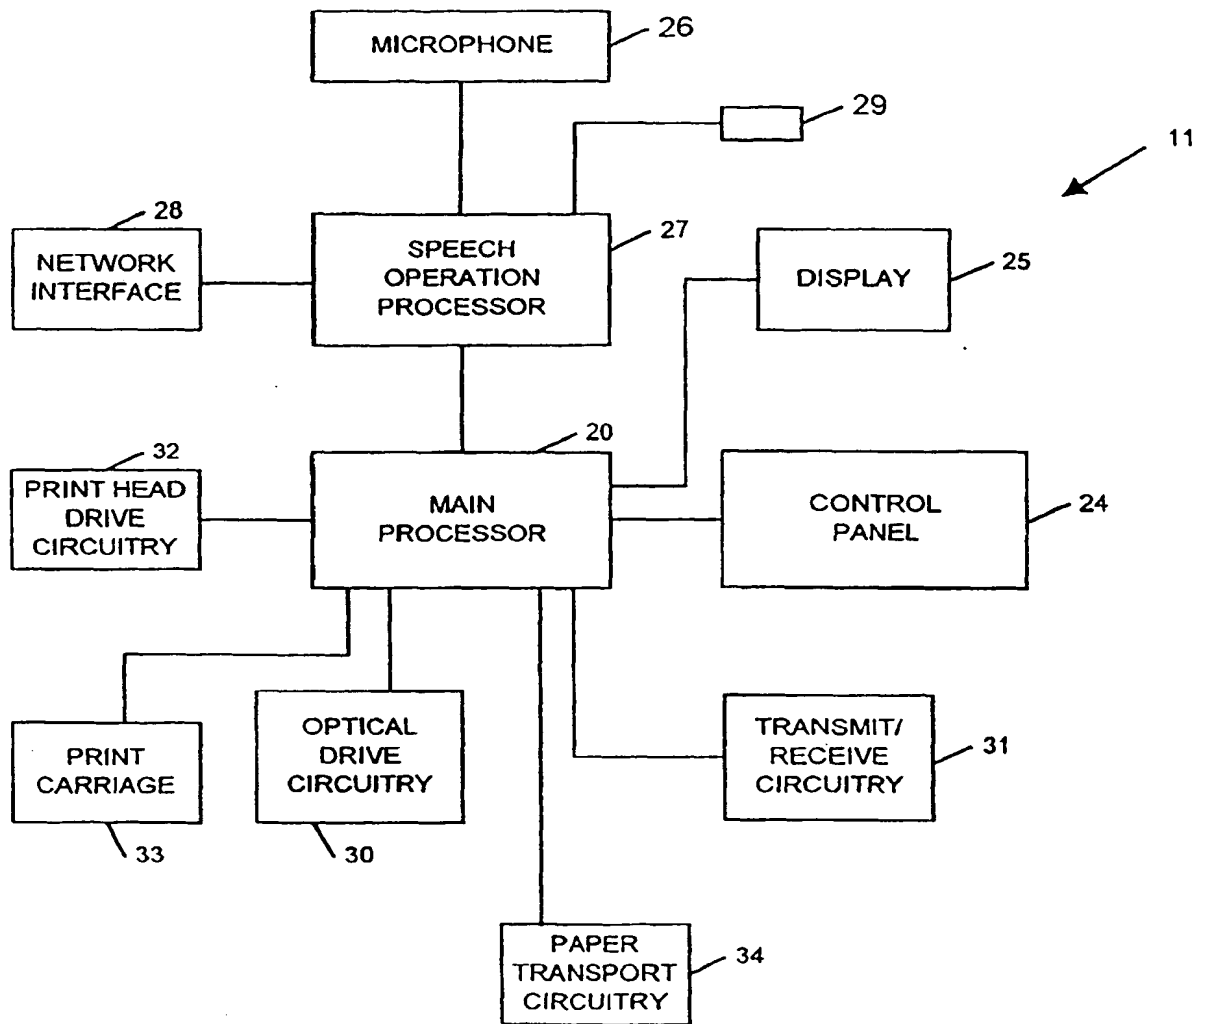 MICROPHONE
26
29
11
28
NETWORK
INTERFACE
SPEECH
OPERATION
PROCESSOR
27
DISPLAY
25
32
PRINT HEAD
DRIVE
CIRCUITRY
20
MAIN
PROCESSOR
CONTROL
PANEL
24
PRINT
CARRIAGE
33
OPTICAL
DRIVE
CIRCUITRY
30
TRANSMIT/
RECEIVE
CIRCUITRY
31
PAPER
TRANSPORT
CIRCUITRY
34